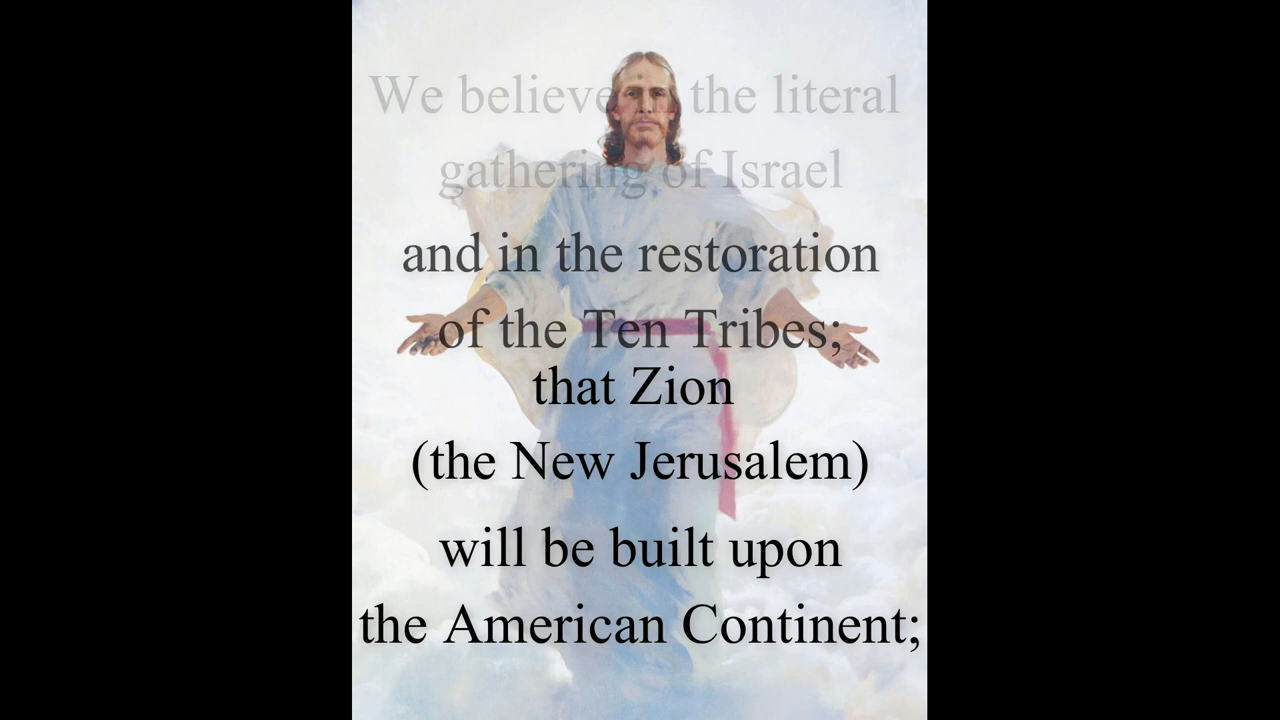 We believe in the literal
gathering of Israel
and in the restoration
of the Ten Tribes;
that Zion
(the New Jerusalem)
will be built upon
the American Continent;